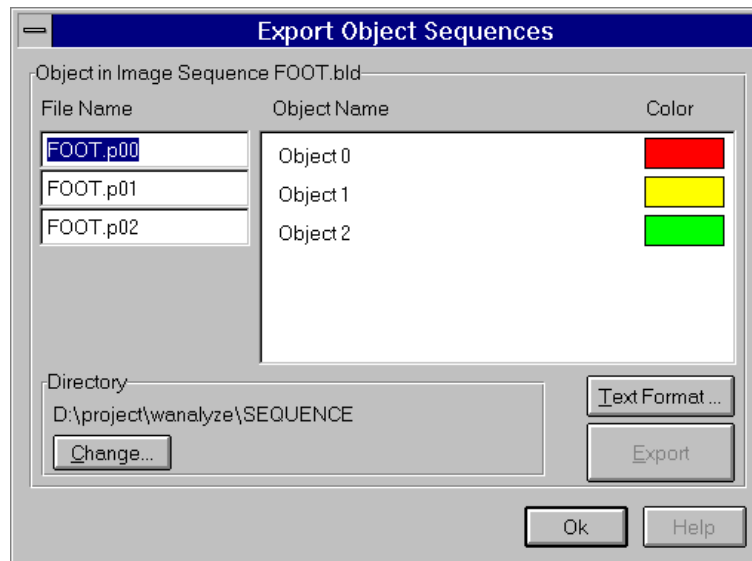 Export Object Sequences
Object in Image Sequence FOOT.bld
File Name Object Name Color
FOOT.p00 Object 0
FOOT.p01 Object 1
FOOT.p02 Object 2
Directory
D:\project\wanalyze\SEQUENCE
Text Format ...
Change...
Export
Ok Help